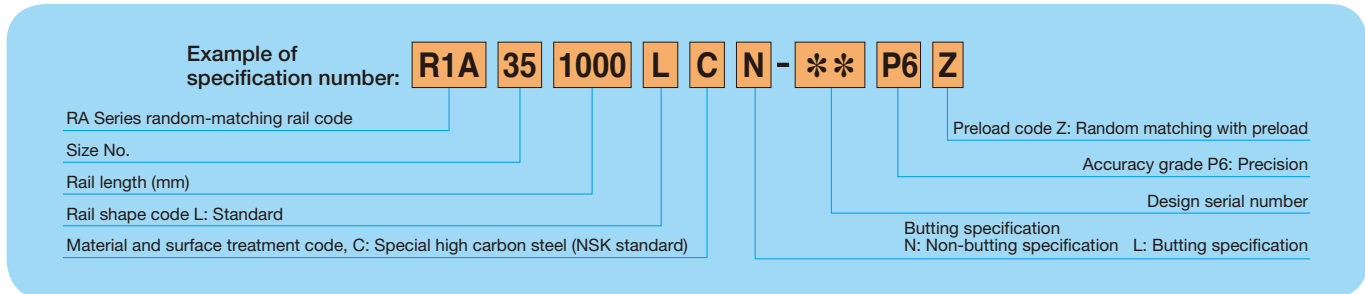 Example of
specification number: R1A 35 1000 L C N - ** P6 Z
RA Series random-matching rail code
Size No.
Rail length (mm)
Rail shape code L: Standard
Material and surface treatment code, C: Special high carbon steel (NSK standard)
Preload code Z: Random matching with preload
Accuracy grade P6: Precision
Design serial number
Butting specification
N: Non-butting specification L: Butting specification